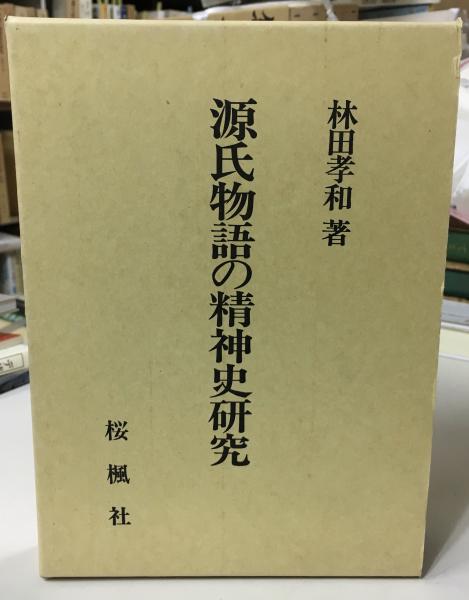 林田孝和 著
源氏物語の精神史研究
桜楓社